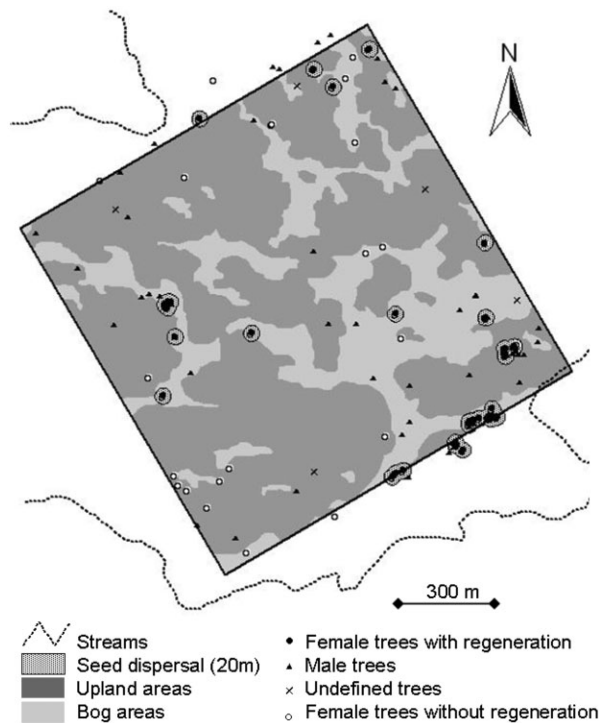 N
300 m
Streams
Seed dispersal (20m)
Upland areas
Bog areas
Female trees with regeneration
Male trees
Undefined trees
Female trees without regeneration